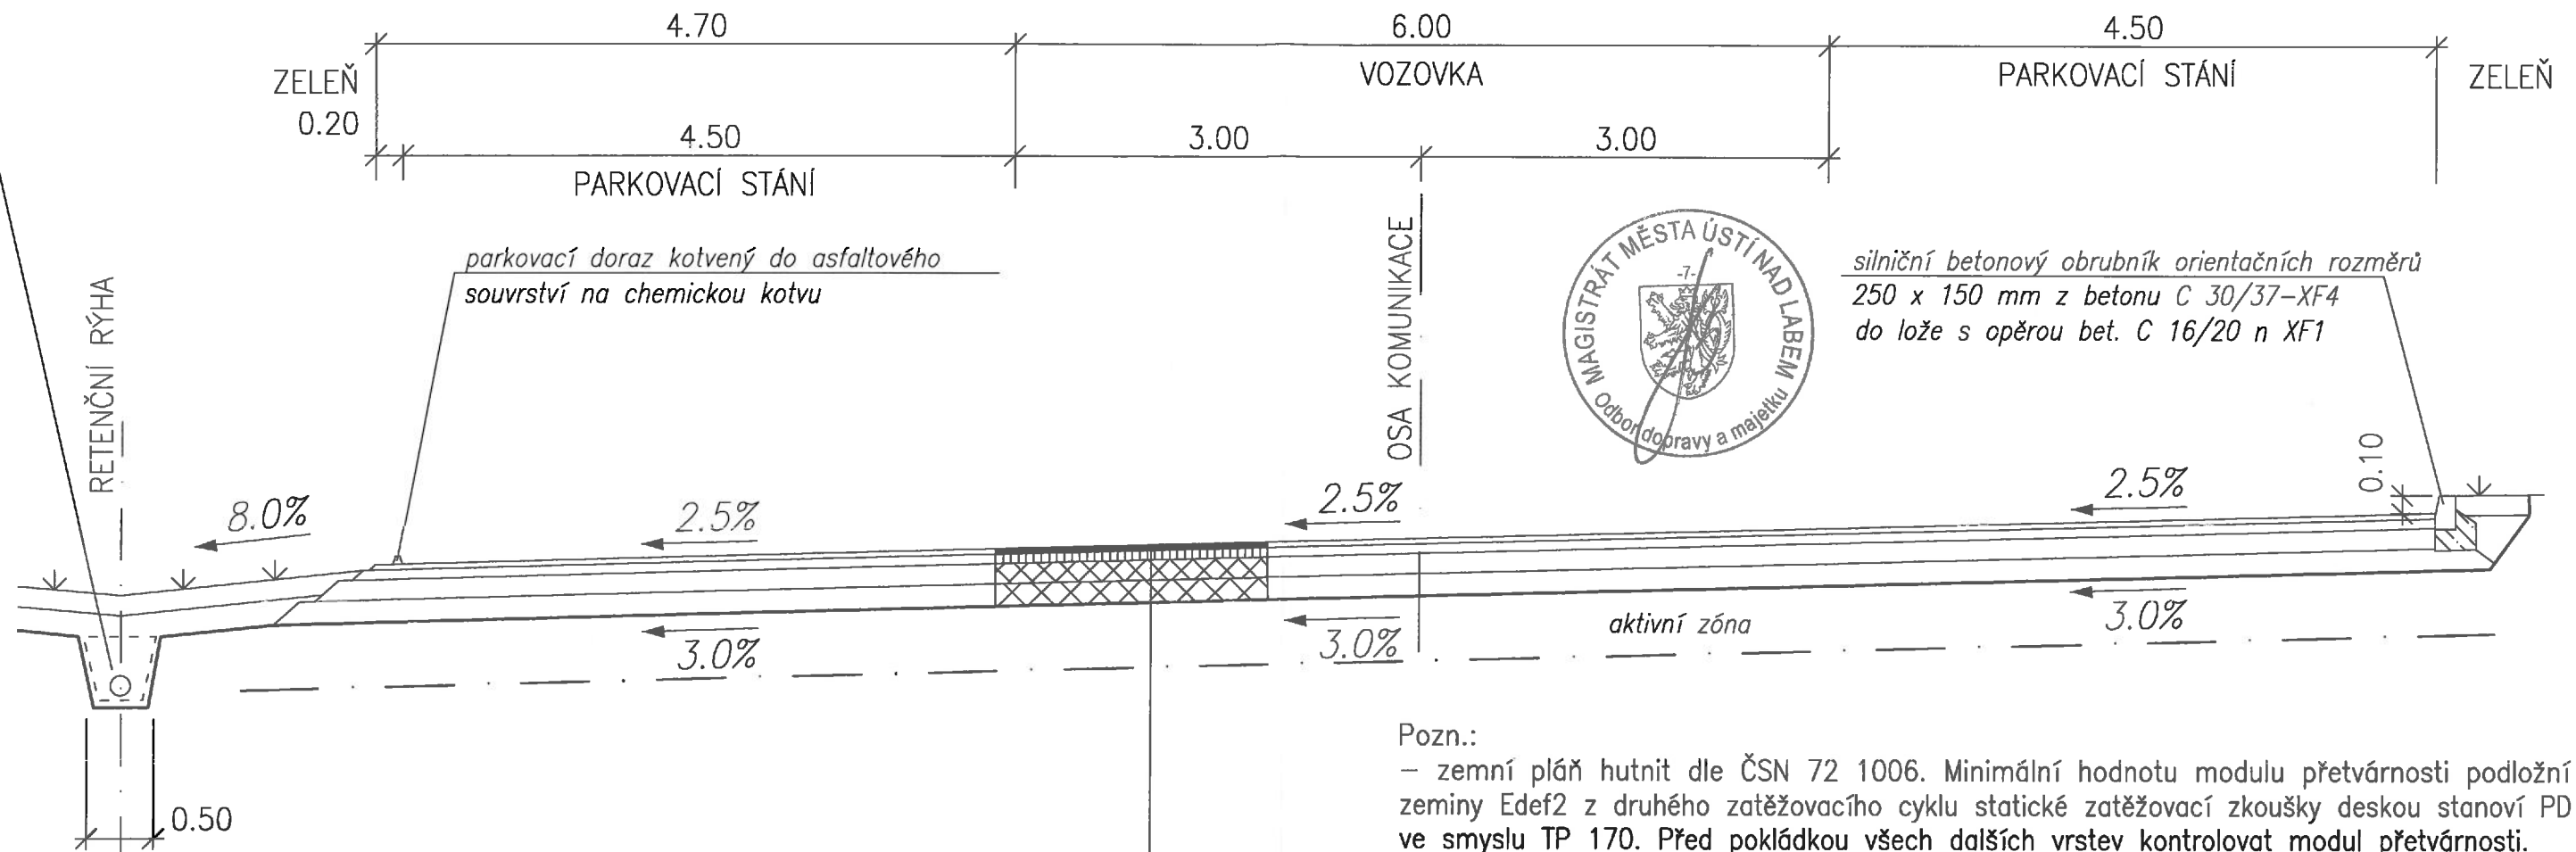 4.70
6.00
4.50
ZELEŇ
VOZOVKA
PARKOVACÍ STÁNÍ
ZELEŇ
0.20
4.50
3.00
3.00
PARKOVACÍ STÁNÍ
RETENČNÍ RÝHA
parkovací doraz kotvený do asfaltového
souvrství na chemickou kotvu
OSA KOMUNIKACE
MAGISTRÁT MĚSTA ÚSTÍ NAD LABEM
-7-
Odbor dopravy a majetku
silniční betonový obrubník orientačních rozměrů
250 x 150 mm z betonu C 30/37-XF4
do lože s opěrou bet. C 16/20 n XF1
0.10
8.0%
2.5%
2.5%
2.5%
3.0%
3.0%
aktivní zóna
3.0%
0.50
Pozn.:
– zemní pláň hutnit dle ČSN 72 1006. Minimální hodnotu modulu přetvárnosti podložní
zeminy Edef2 z druhého zatěžovacího cyklu statické zatěžovací zkoušky deskou stanoví PD
ve smyslu TP 170. Před pokládkou všech dalších vrstev kontrolovat modul přetvárnosti.